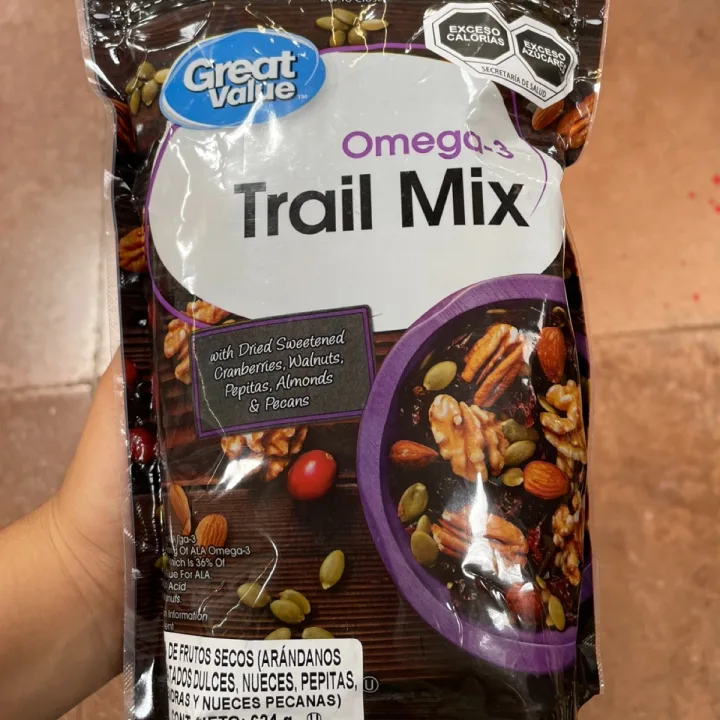 Great
Value
TM
EXCESO
CALORÍAS
EXCESO
AZÚCARES
SECRETARÍA DE SALUD
Omega-3
Trail Mix
with Dried Sweetened
Cranberries, Walnuts,
Pepitas, Almonds
& Pecans
Of ALA Omega-3
Is 36% Of
For ALA.
Acid
Information
DE FRUTOS SECOS (ARÁNDANOS
DULCES, NUECES, PEPITAS,
Y NUECES PECANAS)
U